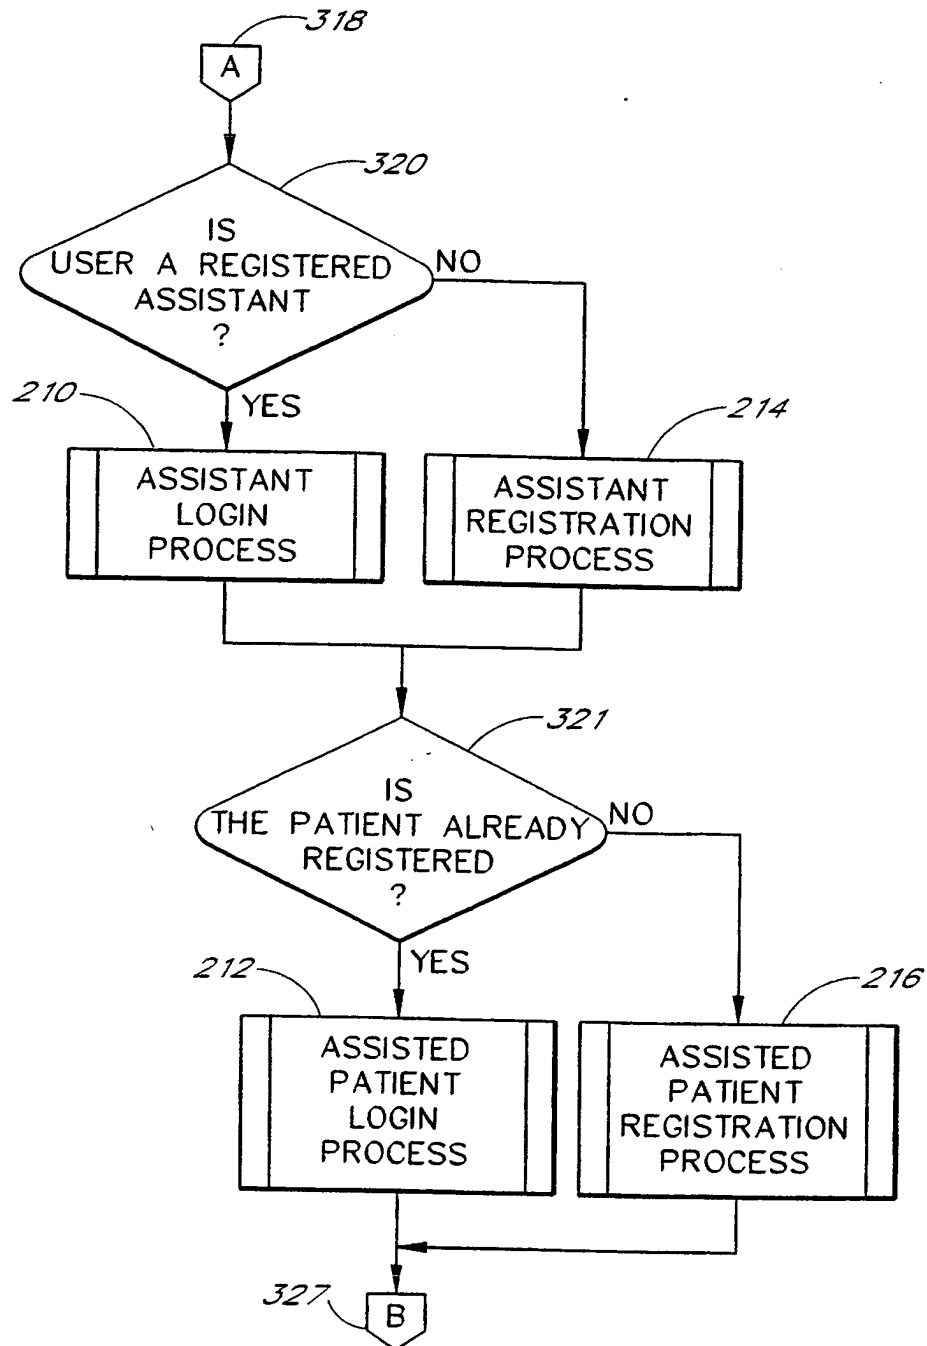 318
A
320
IS
USER A REGISTERED
ASSISTANT
?
NO
YES
210
214
ASSISTANT
LOGIN
PROCESS
ASSISTANT
REGISTRATION
PROCESS
321
IS
THE PATIENT ALREADY
REGISTERED
?
NO
YES
212
216
ASSISTED
PATIENT
LOGIN
PROCESS
ASSISTED
PATIENT
REGISTRATION
PROCESS
327
B